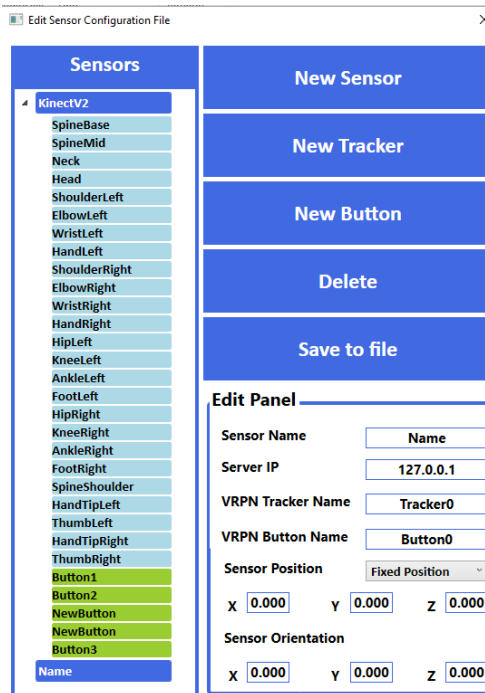 Edit Sensor Configuration File
Sensors
KinectV2
SpineBase
SpineMid
Neck
Head
ShoulderLeft
ElbowLeft
WristLeft
HandLeft
ShoulderRight
ElbowRight
WristRight
HandRight
HipLeft
KneeLeft
AnkleLeft
FootLeft
HipRight
KneeRight
AnkleRight
FootRight
SpineShoulder
HandTipLeft
ThumbLeft
HandTipRight
ThumbRight
Button1
Button2
NewButton
NewButton
Button3
Name
New Sensor
New Tracker
New Button
Delete
Save to file
Edit Panel
Sensor Name Name
Server IP 127.0.0.1
VRPN Tracker Name Tracker0
VRPN Button Name Button0
Sensor Position Fixed Position
X 0.000 Y 0.000 Z 0.000
Sensor Orientation
X 0.000 Y 0.000 Z 0.000